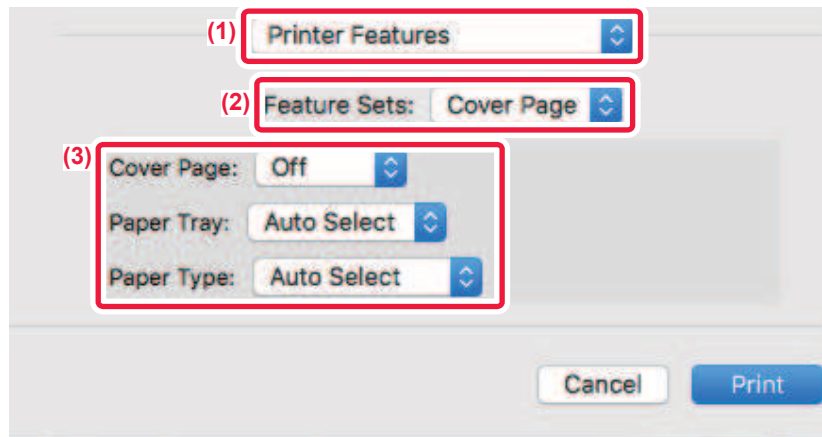 (1) Printer Features
(2) Feature Sets: Cover Page
(3) Cover Page: Off
Paper Tray: Auto Select
Paper Type: Auto Select
Cancel Print